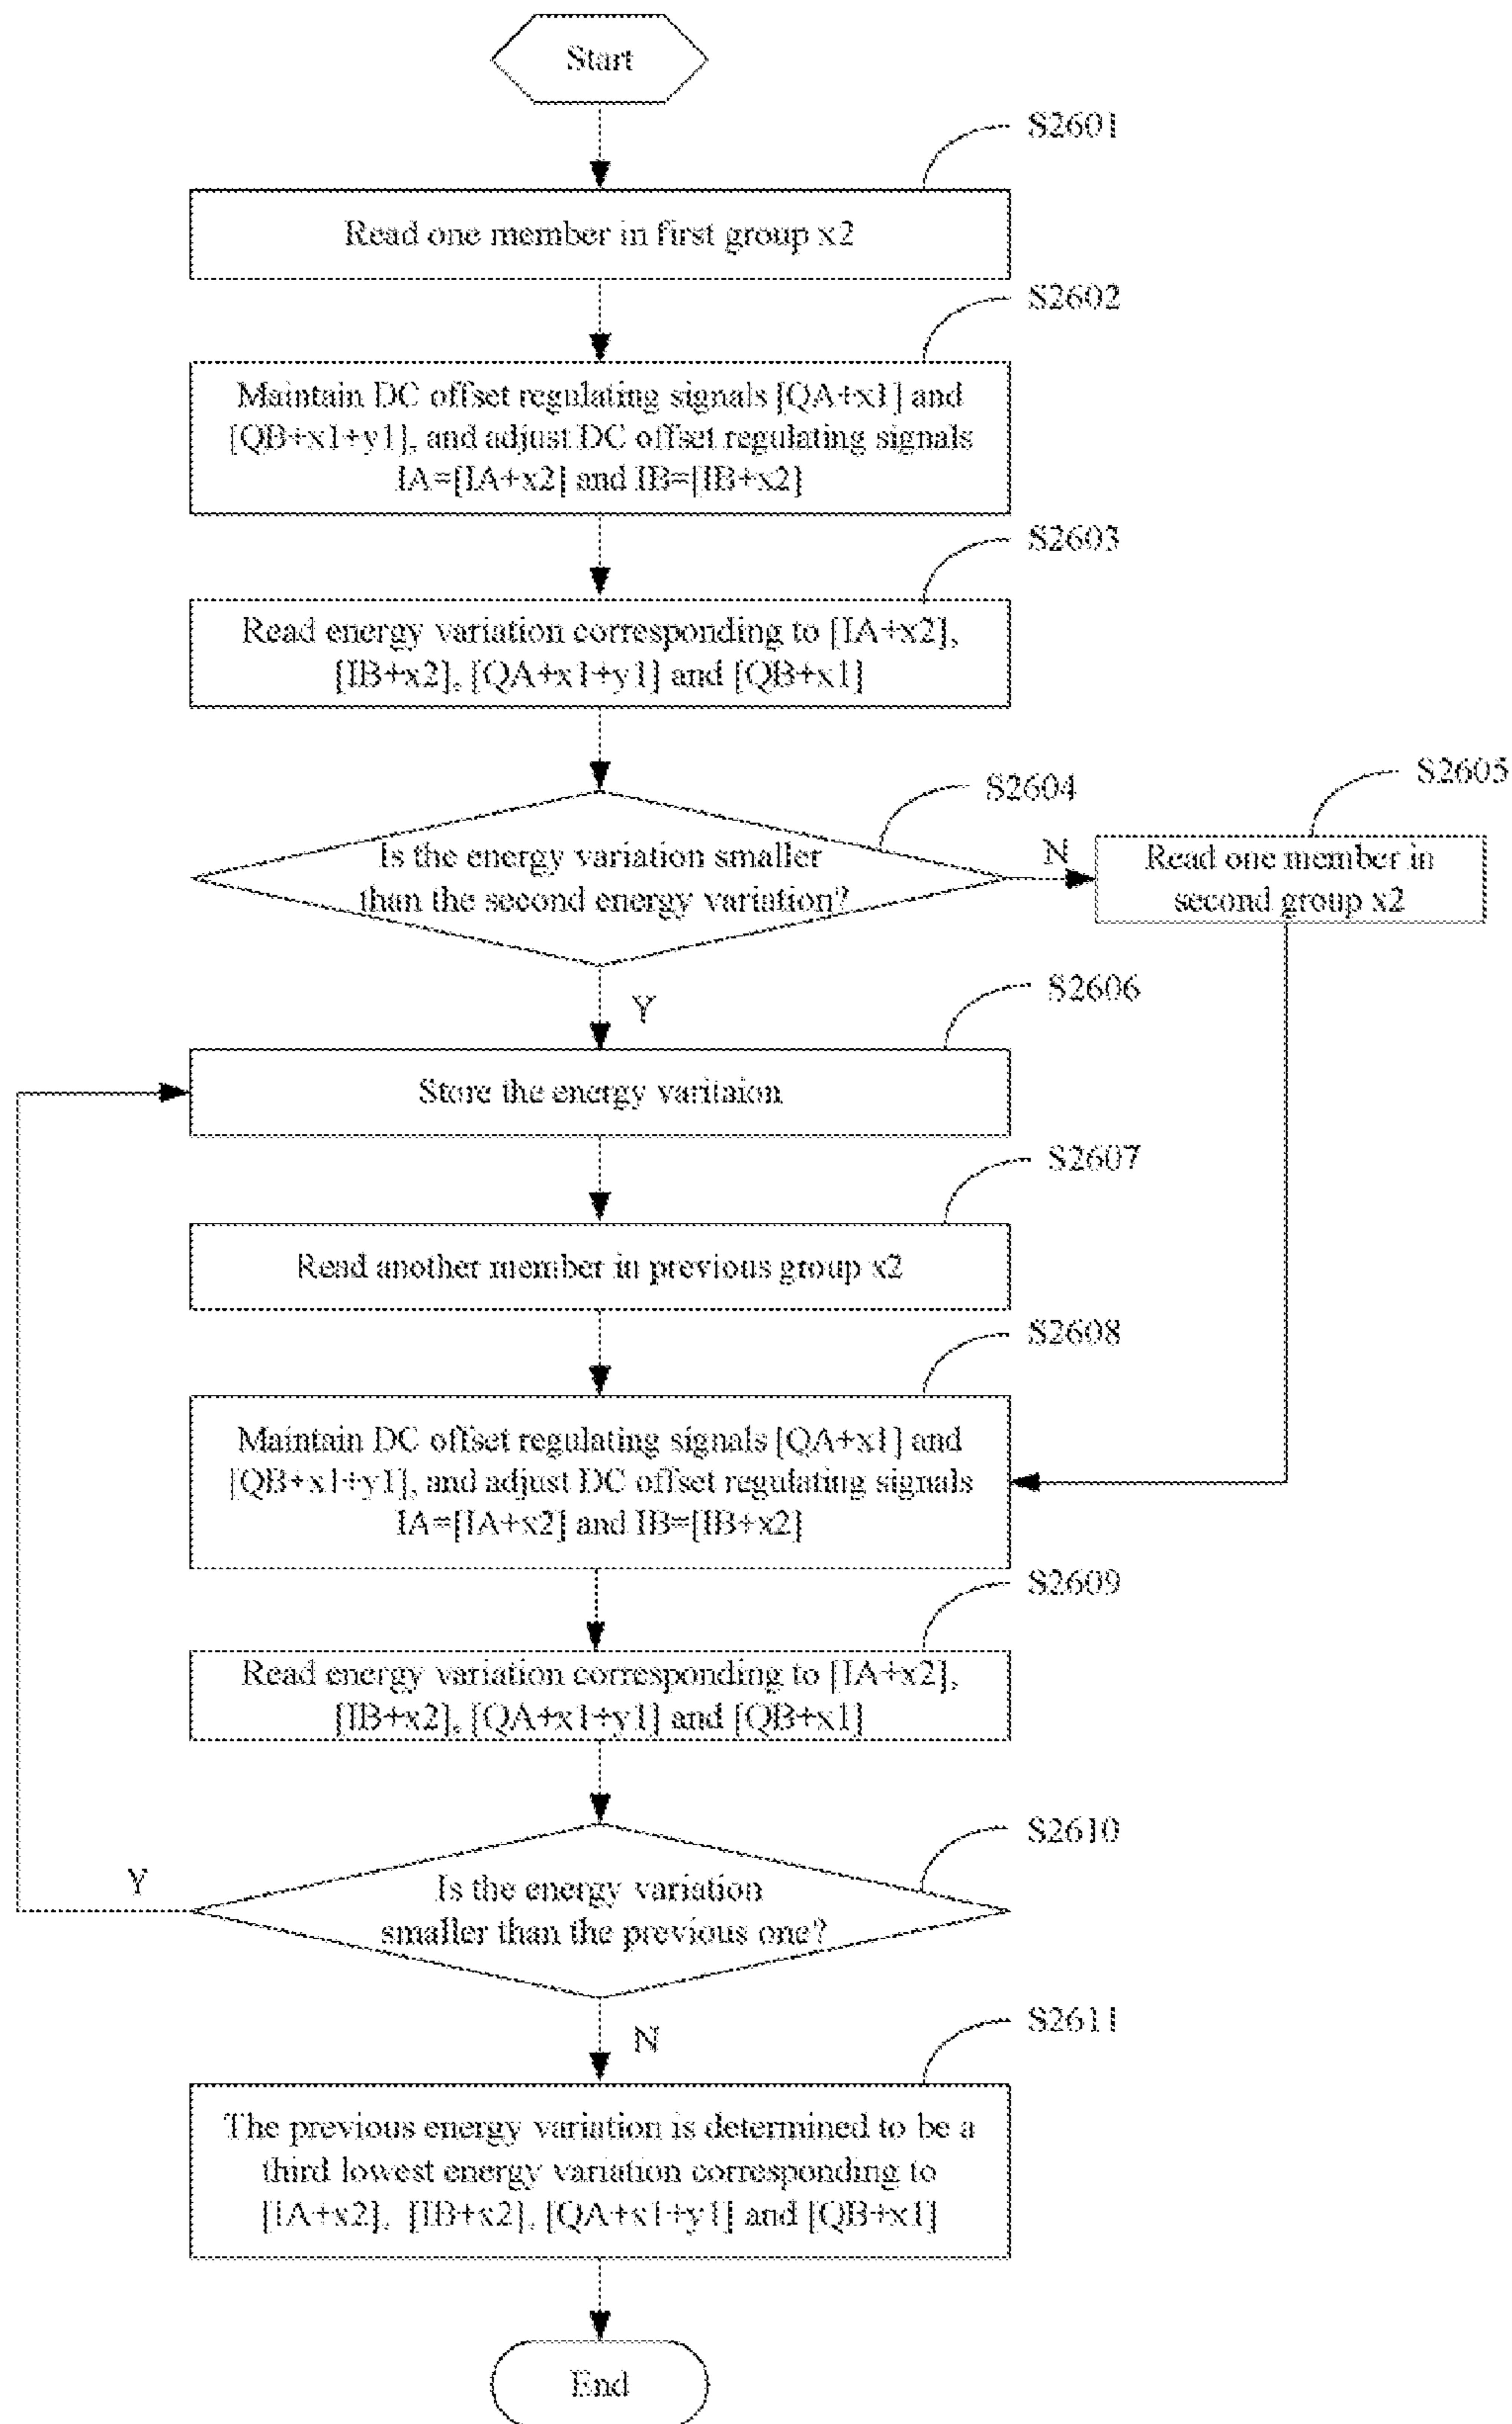 Start
S2601
Read one member in first group x2
S2602
Maintain DC offset regulating signals [QA+x1] and
[QB+x1+y1], and adjust DC offset regulating signals
IA=[IA+x2] and IB=[IB+x2]
S2603
Read energy variation corresponding to [IA+x2],
[IB+x2], [QA+x1+y1] and [QB+x1]
S2604
Is the energy variation smaller
than the second energy variation?
N
S2605
Read one member in
second group x2
Y
S2606
Store the energy varitaion
S2607
Read another member in previous group x2
S2608
Maintain DC offset regulating signals [QA+x1] and
[QB+x1+y1], and adjust DC offset regulating signals
IA=[IA+x2] and IB=[IB+x2]
S2609
Read energy variation corresponding to [IA+x2],
[IB+x2], [QA+x1+y1] and [QB+x1]
S2610
Y
Is the energy variation
smaller than the previous one?
N
S2611
The previous energy variation is determined to be a
third lowest energy variation corresponding to
[IA+x2], [IB+x2], [QA+x1+y1] and [QB+x1]
End